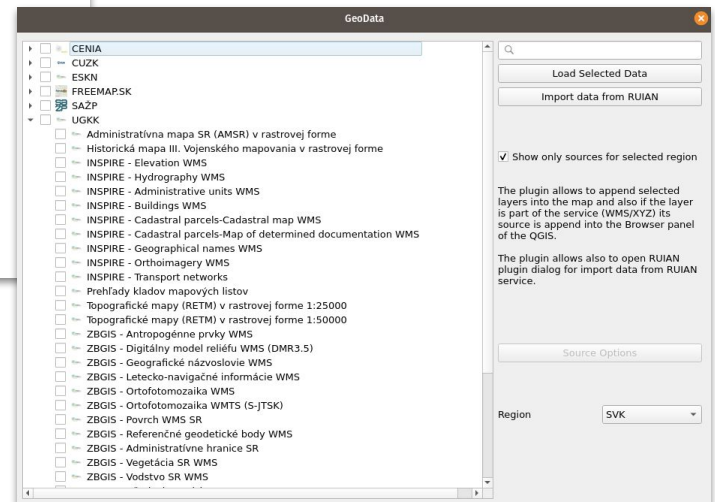 GeoData
CENIA
CUZK
ESKN
FREEMAP.SK
SAŽP
UGKK
Administratívna mapa SR (AMSR) v rastrovej forme
Historická mapa III. Vojenského mapovania v rastrovej forme
INSPIRE - Elevation WMS
INSPIRE - Hydrography WMS
INSPIRE - Administrative units WMS
INSPIRE - Buildings WMS
INSPIRE - Cadastral parcels-Cadastral map WMS
INSPIRE - Cadastral parcels-Map of determined documentation WMS
INSPIRE - Geographical names WMS
INSPIRE - Orthoimagery WMS
INSPIRE - Transport networks
Prehľady kladov mapových listov
Topografické mapy (RETM) v rastrovej forme 1:25000
Topografické mapy (RETM) v rastrovej forme 1:50000
ZBGIS - Antropogénne prvky WMS
ZBGIS - Digitálny model reliéfu WMS (DMR3.5)
ZBGIS - Geografické názvoslovie WMS
ZBGIS - Letecko-navigačné informácie WMS
ZBGIS - Ortofotomozaika WMS
ZBGIS - Ortofotomozaika WMTS (S-JTSK)
ZBGIS - Povrch WMS SR
ZBGIS - Referenčné geodetické body WMS
ZBGIS - Administratívne hranice SR
ZBGIS - Vegetácia SR WMS
ZBGIS - Vodstvo SR WMS
Load Selected Data
Import data from RUIAN
Show only sources for selected region
The plugin allows to append selected
layers into the map and also if the layer
is part of the service (WMS/XYZ) its
source is append into the Browser panel
of the QGIS.
The plugin allows also to open RUIAN
plugin dialog for import data from RUIAN
service.
Source Options
Region
SVK